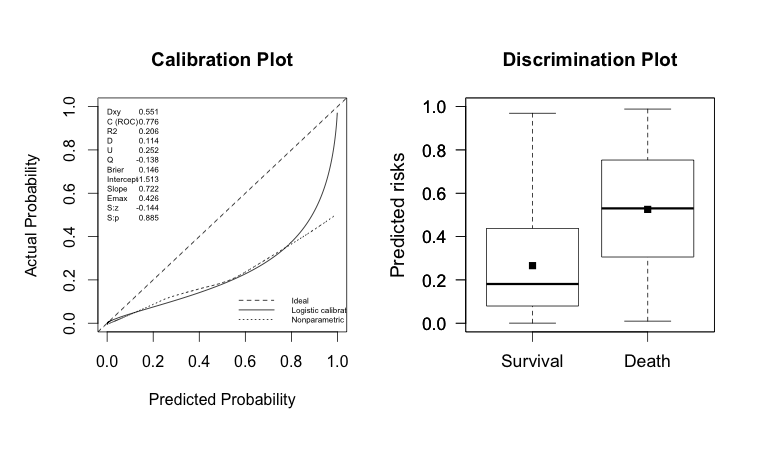 Calibration Plot
Actual Probability
1.0
0.8
0.6
0.4
0.2
0.0
Dxy 0.551
C (ROC) 0.776
R2 0.206
D 0.114
U 0.252
Q -0.138
Brier 0.146
Intercept -1.513
Slope 0.722
Emax 0.426
S:z -0.144
S:p 0.885
Ideal
Logistic calibrat
Nonparametric
0.0 0.2 0.4 0.6 0.8 1.0
Predicted Probability
Discrimination Plot
Predicted risks
1.0
0.8
0.6
0.4
0.2
0.0
Survival Death